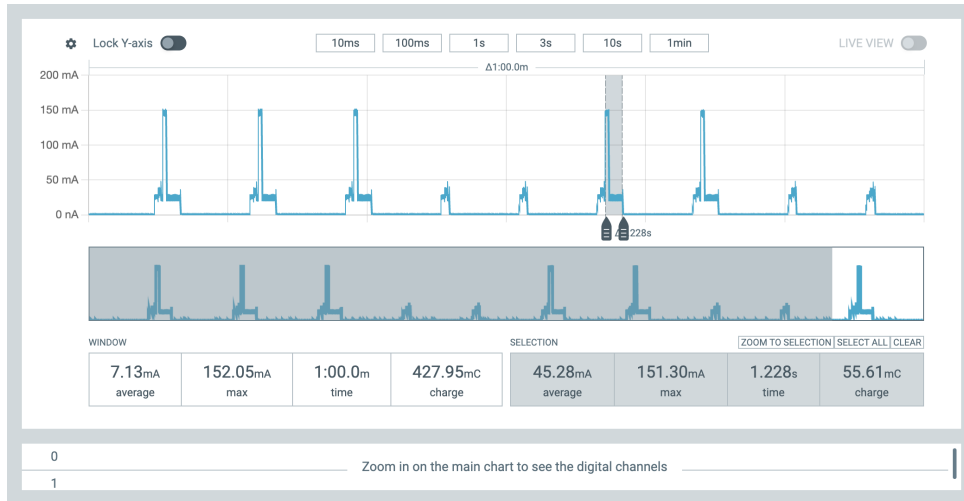 Lock Y-axis 10ms 100ms 1s 3s 10s 1min LIVE VIEW
Δ1:00.0m
200 mA
150 mA
100 mA
50 mA
0 nA
228s
WINDOW SELECTION ZOOM TO SELECTION SELECT ALL CLEAR
7.13mA 152.05mA 1:00.0m 427.95mC 45.28mA 151.30mA 1.228s 55.61mC
average max time charge average max time charge
0
Zoom in on the main chart to see the digital channels
1